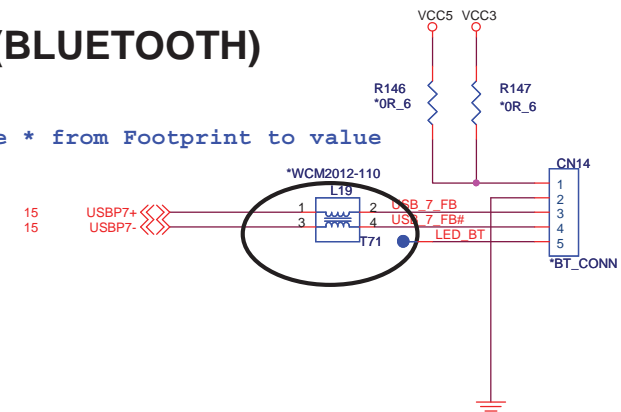 VCC5 VCC3
(BLUETOOTH)
R146
*0R_6
R147
*0R_6
e * from Footprint to value
CN14
*WCM2012-110
L19
1
2
3
4
5
15 USBP7+ 1 2 USB_7_FB
15 USBP7- 3 4 USB_7_FB#
T71 LED_BT
*BT_CONN